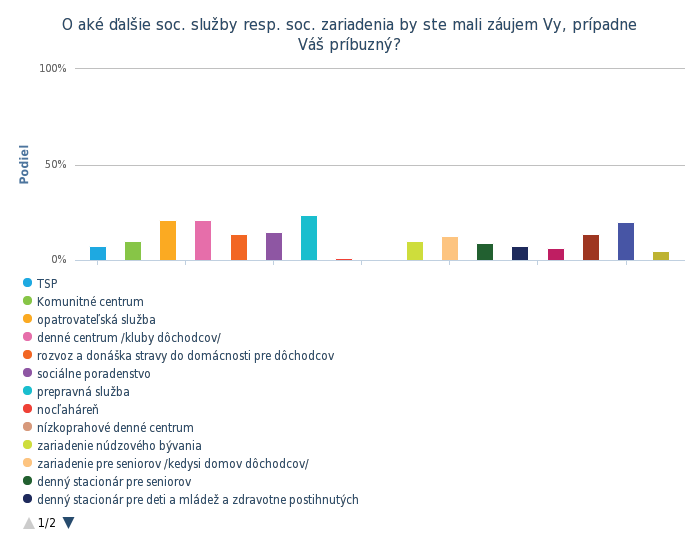 O aké ďalšie soc. služby resp. soc. zariadenia by ste mali záujem Vy, prípadne
Váš príbuzný?
100%
Podiel
50%
0%
TSP
Komunitné centrum
opatrovateľská služba
denné centrum /kluby dôchodcov/
rozvoz a donáška stravy do domácnosti pre dôchodcov
sociálne poradenstvo
prepravná služba
nocľaháreň
nízkoprahové denné centrum
zariadenie núdzového bývania
zariadenie pre seniorov /kedysi domov dôchodcov/
denný stacionár pre seniorov
denný stacionár pre deti a mládež a zdravotne postihnutých
1/2